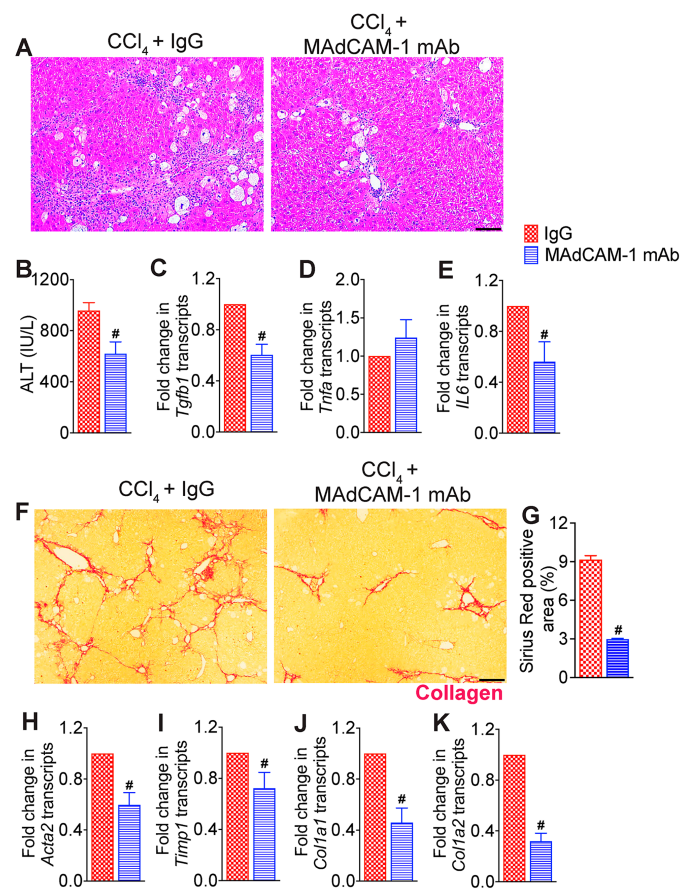 A
CCl4 + IgG
CCl4 +
MAdCAM-1 mAb
IgG
MAdCAM-1 mAb
B
ALT (IU/L)
1200
800
400
0
#
C
Fold change in
Tgfb1 transcripts
1.2
0.8
0.4
0.0
#
D
Fold change in
Tnfa transcripts
2.0
1.5
1.0
0.5
0.0
E
Fold change in
IL6 transcripts
1.2
0.8
0.4
0.0
#
F
CCl4 + IgG
CCl4 +
MAdCAM-1 mAb
Collagen
G
Sirius Red positive
area (%)
12
9
6
3
0
#
H
Fold change in
Acta2 transcripts
1.2
0.8
0.4
0.0
#
I
Fold change in
Timp1 transcripts
1.2
0.8
0.4
0.0
#
J
Fold change in
Col1a1 transcripts
1.2
0.8
0.4
0.0
#
K
Fold change in
Col1a2 transcripts
1.2
0.8
0.4
0.0
#